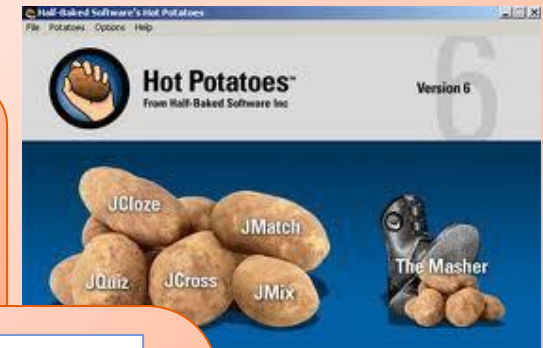 Half-Baked Software's Hot Potatoes
File Potatoes Options Help
Hot Potatoes™
From Half-Baked Software Inc
Version 6
6
JCloze
JMatch
JQuiz
JCross
JMix
The Masher